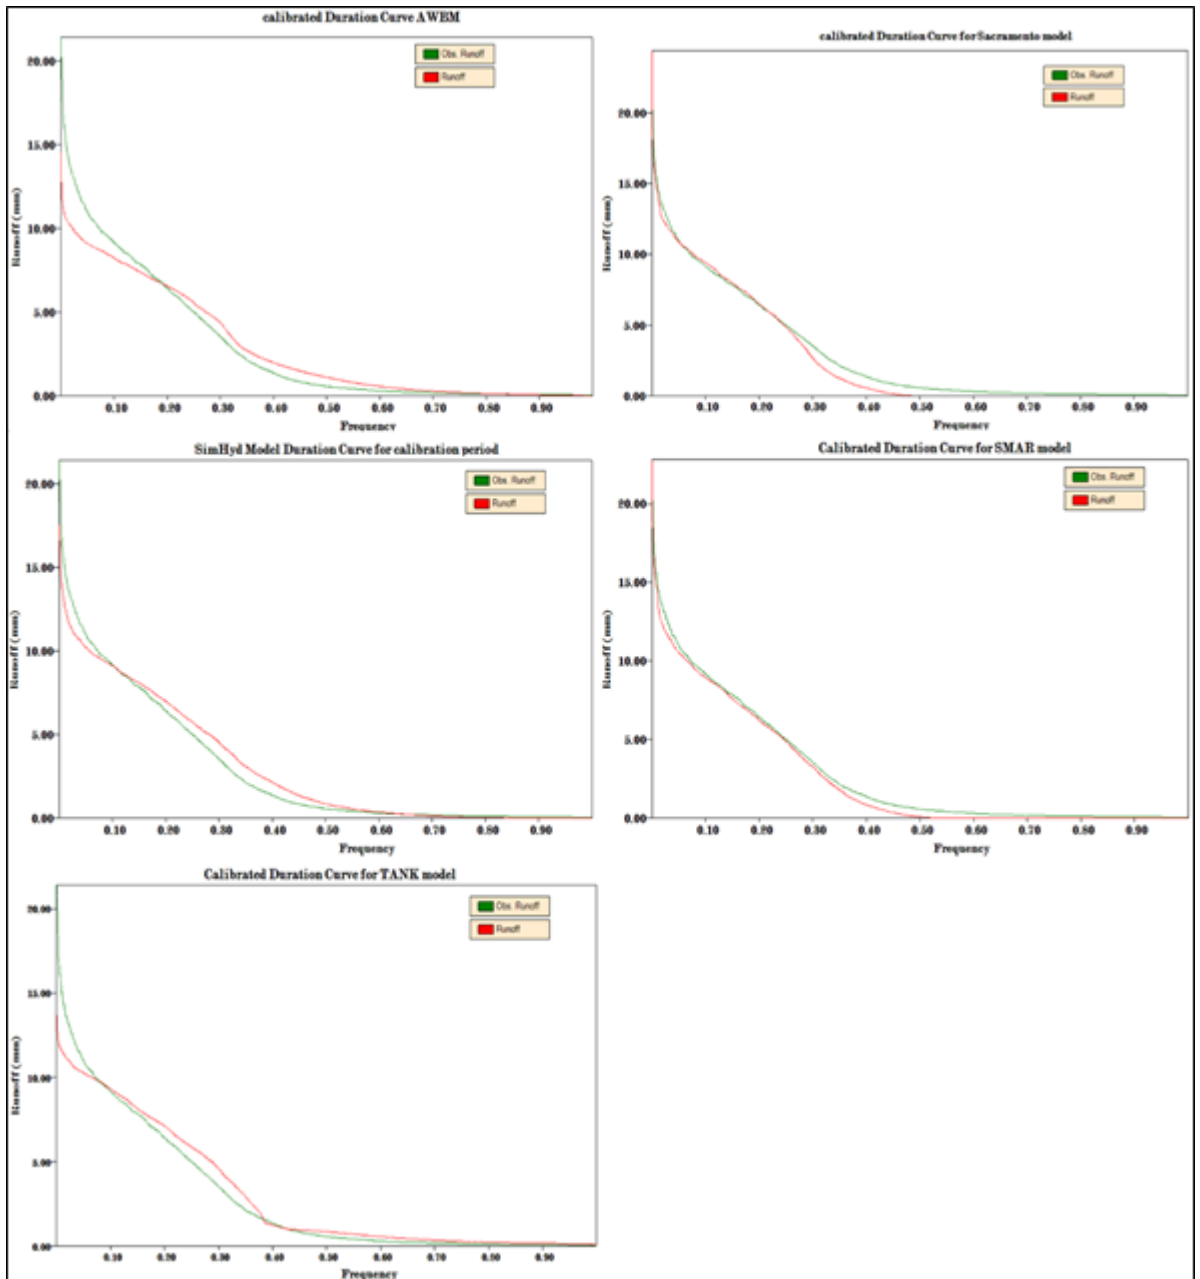 calibrated Duration Curve AWBM
Obs. Runoff
Runoff
20.00
15.00
10.00
5.00
0.00
Runoff (mm)
0.10 0.20 0.30 0.40 0.50 0.60 0.70 0.80 0.90
Frequency
calibrated Duration Curve for Sacramento model
Obs. Runoff
Runoff
20.00
15.00
10.00
5.00
0.00
Runoff (mm)
0.10 0.20 0.30 0.40 0.50 0.60 0.70 0.80 0.90
Frequency
SimHyd Model Duration Curve for calibration period
Obs. Runoff
Runoff
20.00
15.00
10.00
5.00
0.00
Runoff (mm)
0.10 0.20 0.30 0.40 0.50 0.60 0.70 0.80 0.90
Frequency
Calibrated Duration Curve for SMAR model
Obs. Runoff
Runoff
20.00
15.00
10.00
5.00
0.00
Runoff (mm)
0.10 0.20 0.30 0.40 0.50 0.60 0.70 0.80 0.90
Frequency
Calibrated Duration Curve for TANK model
Obs. Runoff
Runoff
20.00
15.00
10.00
5.00
0.00
Runoff (mm)
0.10 0.20 0.30 0.40 0.50 0.60 0.70 0.80 0.90
Frequency